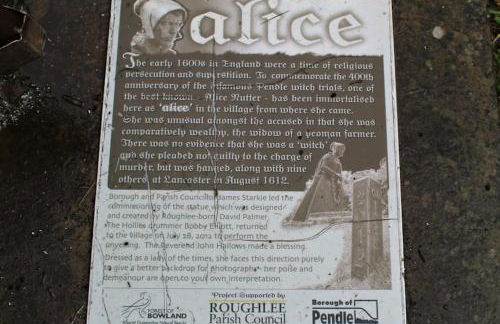 alice
The early 1600s in England were a time of religious
persecution and superstition. To commemorate the 400th
anniversary of the infamous Pendle witch trials, one of
the best known - Alice Nutter - has been immortalised
here as 'alice' in the village from where she came.
She was unusual amongst the accused in that she was
comparatively wealthy, the widow of a yeoman farmer.
There was no evidence that she was a 'witch'
and she pleaded not guilty to the charge of
murder, but was hanged, along with nine
others at Lancaster in August 1612.
Borough and Parish Councillor James Starkie led the
commissioning of the statue which was designed
and created by Roughlee-born David Palmer.
The Hollies drummer Bobby Elliott, returned
to the village on July 28, 2012 to perform the
unveiling. The Reverend John Hallows made a blessing.
Dressed as a lady of the times, she faces this direction purely
to give a better backdrop for photographs - her poise and
demeanour are open to your own interpretation.
Project Supported by
FOREST OF
BOWLAND
ROUGHLEE
Parish Council
Borough of
Pendle